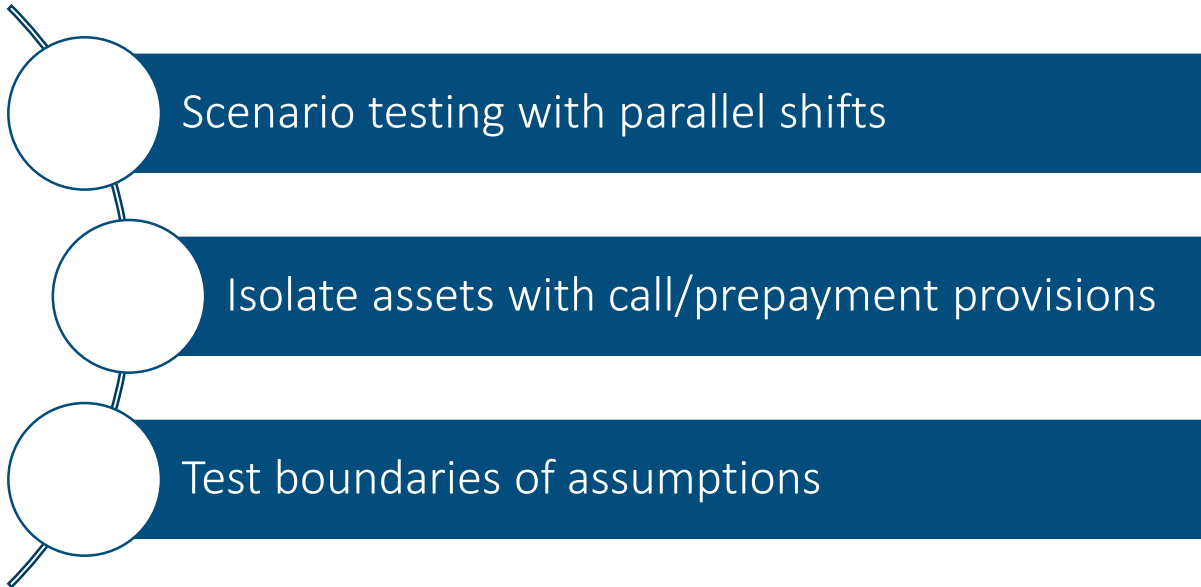 Scenario testing with parallel shifts
Isolate assets with call/prepayment provisions
Test boundaries of assumptions